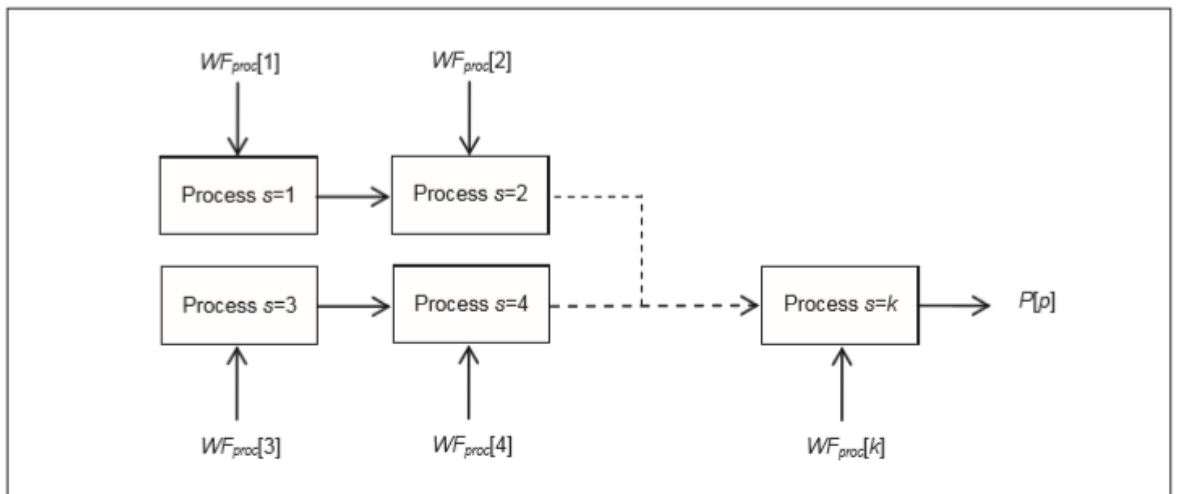 WFproc[1]
WFproc[2]
Process s=1
Process s=2
Process s=3
Process s=4
Process s=k
P[p]
WFproc[3]
WFproc[4]
WFproc[k]